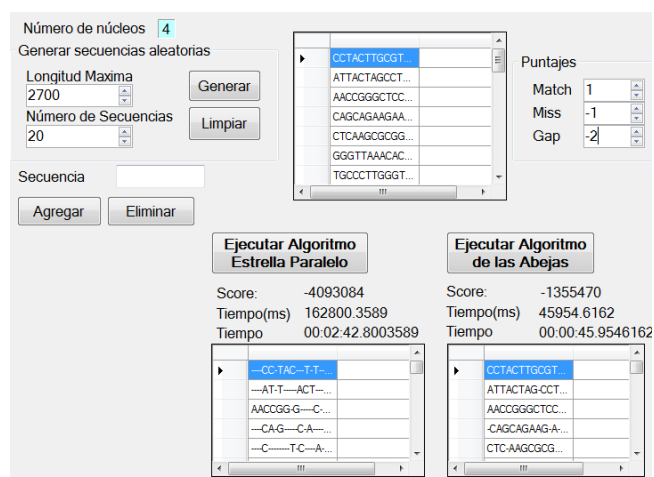 Número de núcleos 4
Generar secuencias aleatorias
Longitud Maxima
2700
Generar
Número de Secuencias
20
Limpiar
Secuencia
Agregar Eliminar
CCTACTTGCGT...
ATTACTAGCCT...
AACCGGGCTCC...
CAGCAGAAGAA...
CTCAAGCGCGG...
GGGTTAAACAC...
TGCCCTTGGGT...
Puntajes
Match 1
Miss -1
Gap -2
Ejecutar Algoritmo
Estrella Paralelo
Score: -4093084
Tiempo(ms) 162800.3589
Tiempo 00:02:42.8003589
---CC-TAC---T-T--...
----AT-T-----ACT---...
AACCGG-G-----C-...
----CA-G----C-A----...
---C--------T-C----A-...
Ejecutar Algoritmo
de las Abejas
Score: -1355470
Tiempo(ms) 45954.6162
Tiempo 00:00:45.9546162
CCTACTTGCGT...
ATTACTAG-CCT...
AACCGGGCTCC...
-CAGCAGAAG-A-...
CTC-AAGCGCG...